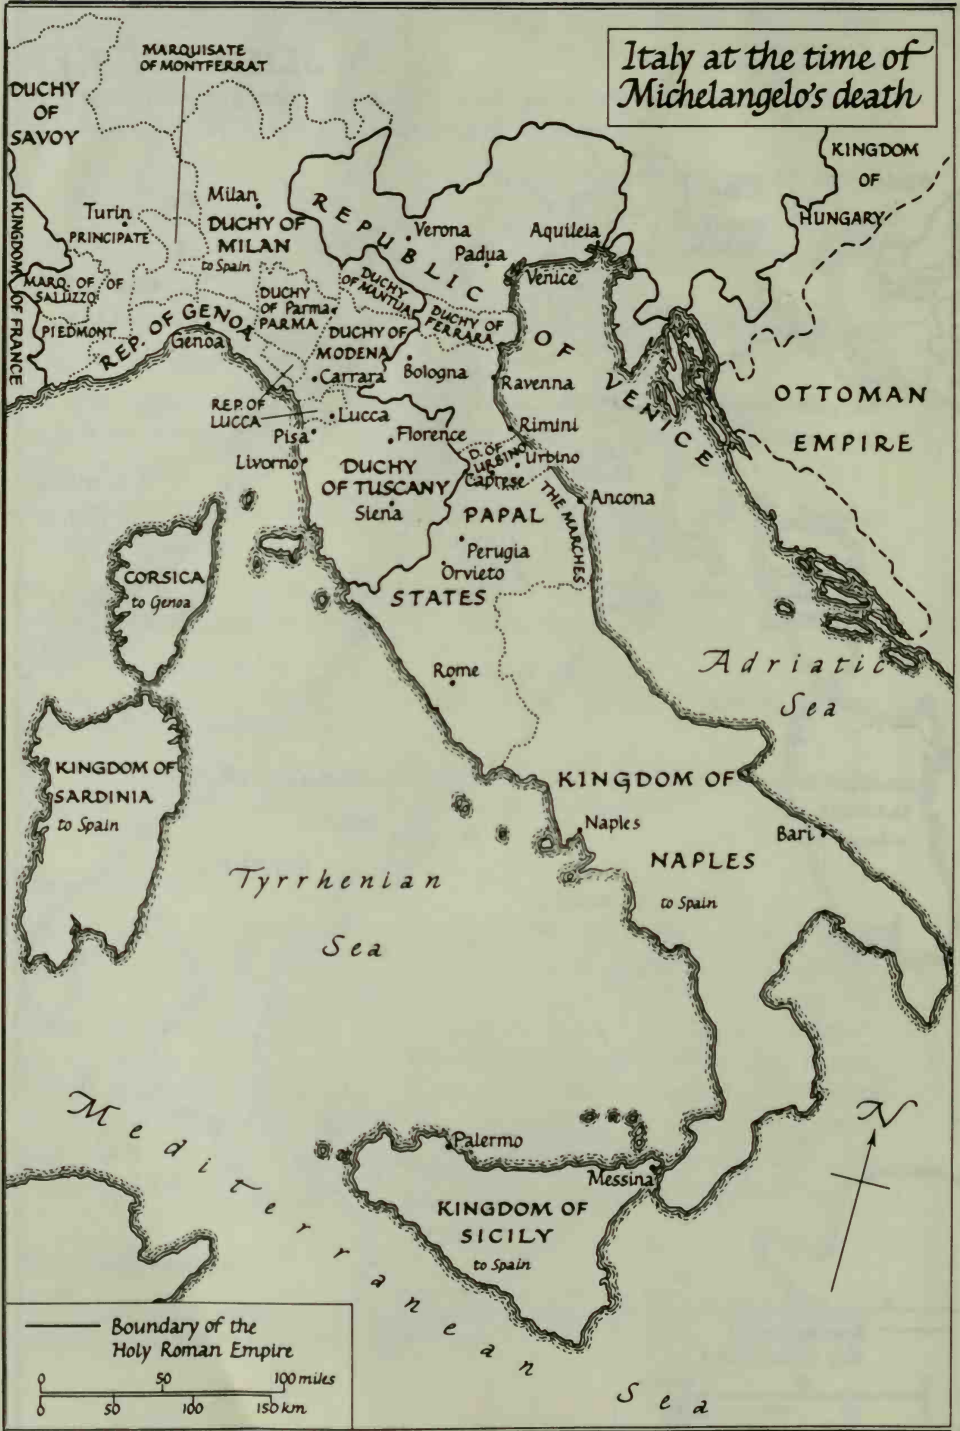 Italy at the time of
Michelangelo's death
MARQUISATE
OF MONTFERRAT
DUCHY
OF
SAVOY
KINGDOM
OF
HUNGARY
KINGDOM OF FRANCE
Turin
PRINCIPATE
OF
PIEDMONT
MARQ. OF
SALUZZO
Milan
DUCHY OF
MILAN
to Spain
REPUBLIC
OF
VENICE
Verona
Padua
Aquileia
Venice
DUCHY
OF MANTUA
DUCHY OF
FERRARA
DUCHY
OF Parma
PARMA
REP. OF GENOA
Genoa
DUCHY OF
MODENA
Carrara
Bologna
Ravenna
OTTOMAN
EMPIRE
REP. OF
LUCCA
Lucca
Pisa
Florence
Rimini
D. OF
URBINO
Urbino
Livorno
DUCHY
OF TUSCANY
Caprese
Siena
THE MARCHES
Ancona
PAPAL
STATES
Perugia
Orvieto
CORSICA
to Genoa
Rome
Adriatic
Sea
KINGDOM OF
SARDINIA
to Spain
KINGDOM OF
NAPLES
to Spain
Naples
Bari
Tyrrhenian
Sea
Mediterranean Sea
Palermo
Messina
KINGDOM OF
SICILY
to Spain
N
Boundary of the
Holy Roman Empire
0 50 100 miles
0 50 100 150 km